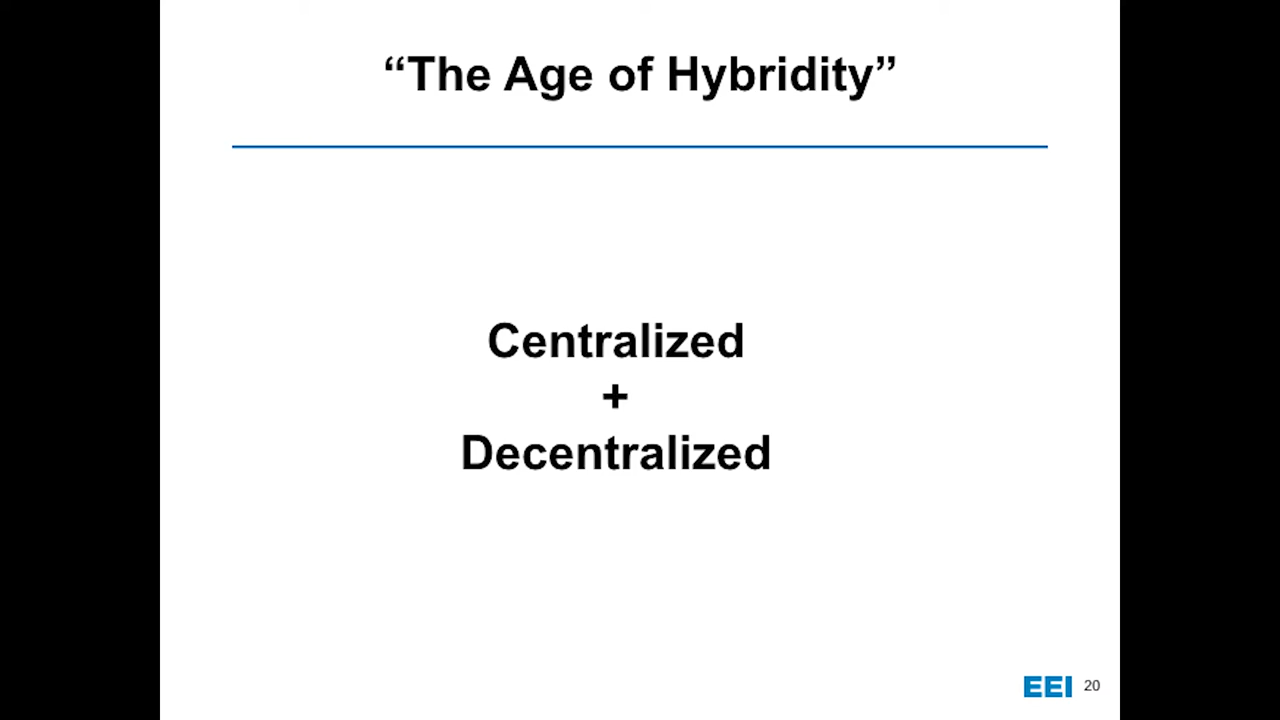 “The Age of Hybridity”
Centralized
+
Decentralized
EEI 20